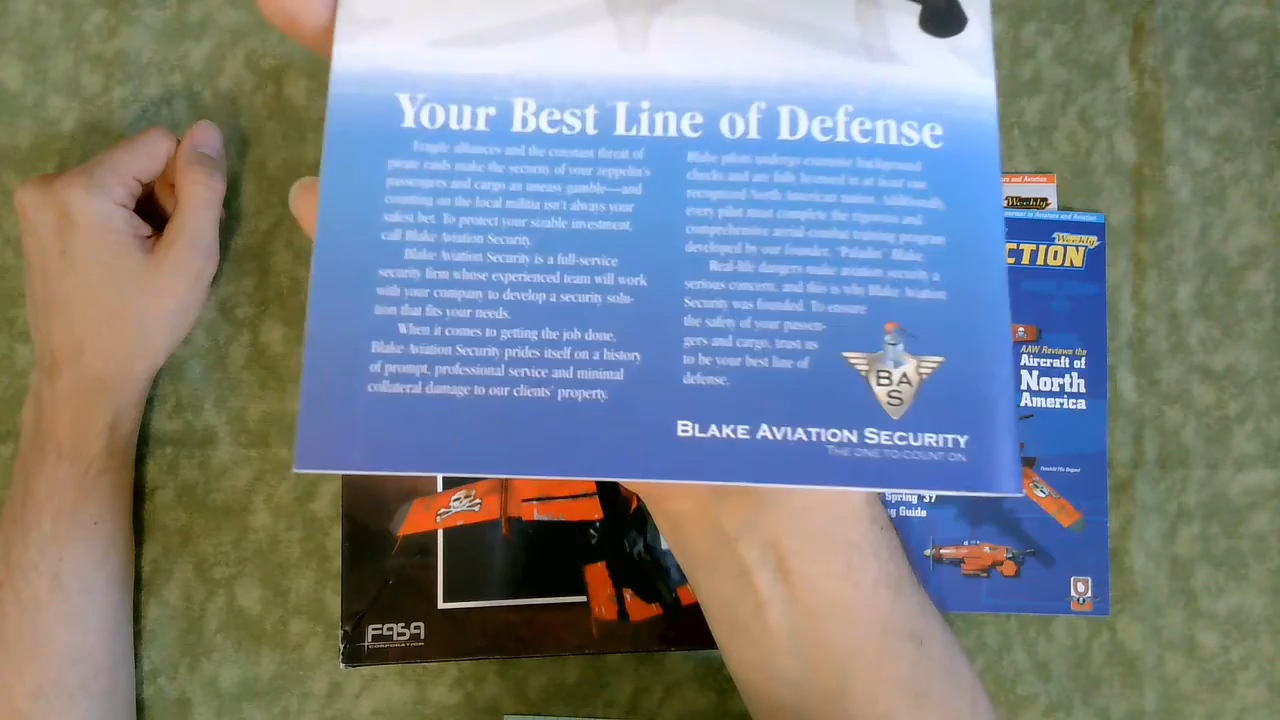 Your Best Line of Defense
Fragile alliances and the constant threat of
pirate raids make the security of your zeppelin's
passengers and cargo an uneasy gamble—and
counting on the local militia isn't always your
safest bet. To protect your sizable investment,
call Blake Aviation Security.
Blake Aviation Security is a full-service
security firm whose experienced team will work
with your company to develop a security solu-
tion that fits your needs.
When it comes to getting the job done,
Blake Aviation Security prides itself on a history
of prompt, professional service and minimal
collateral damage to our clients' property.
Blake pilots undergo extensive background
checks and are fully licensed in at least one
recognized North American nation. Additionally,
every pilot must complete the rigorous and
comprehensive aerial combat training program
developed by our founder, "Paladin" Blake.
Real-life dangers make aviation security a
serious concern, and this is why Blake Aviation
Security was founded. To ensure
the safety of your passen-
gers and cargo, trust us
to be your best line of
defense.
BA
S
BLAKE AVIATION SECURITY
THE ONE TO COUNT ON
FASA
CORPORATION
and Aviation
Weekly
to Aviators and Aviation
Weekly
CTION
AAW Reviews the
Aircraft of
North
America
Spring '37
Guide